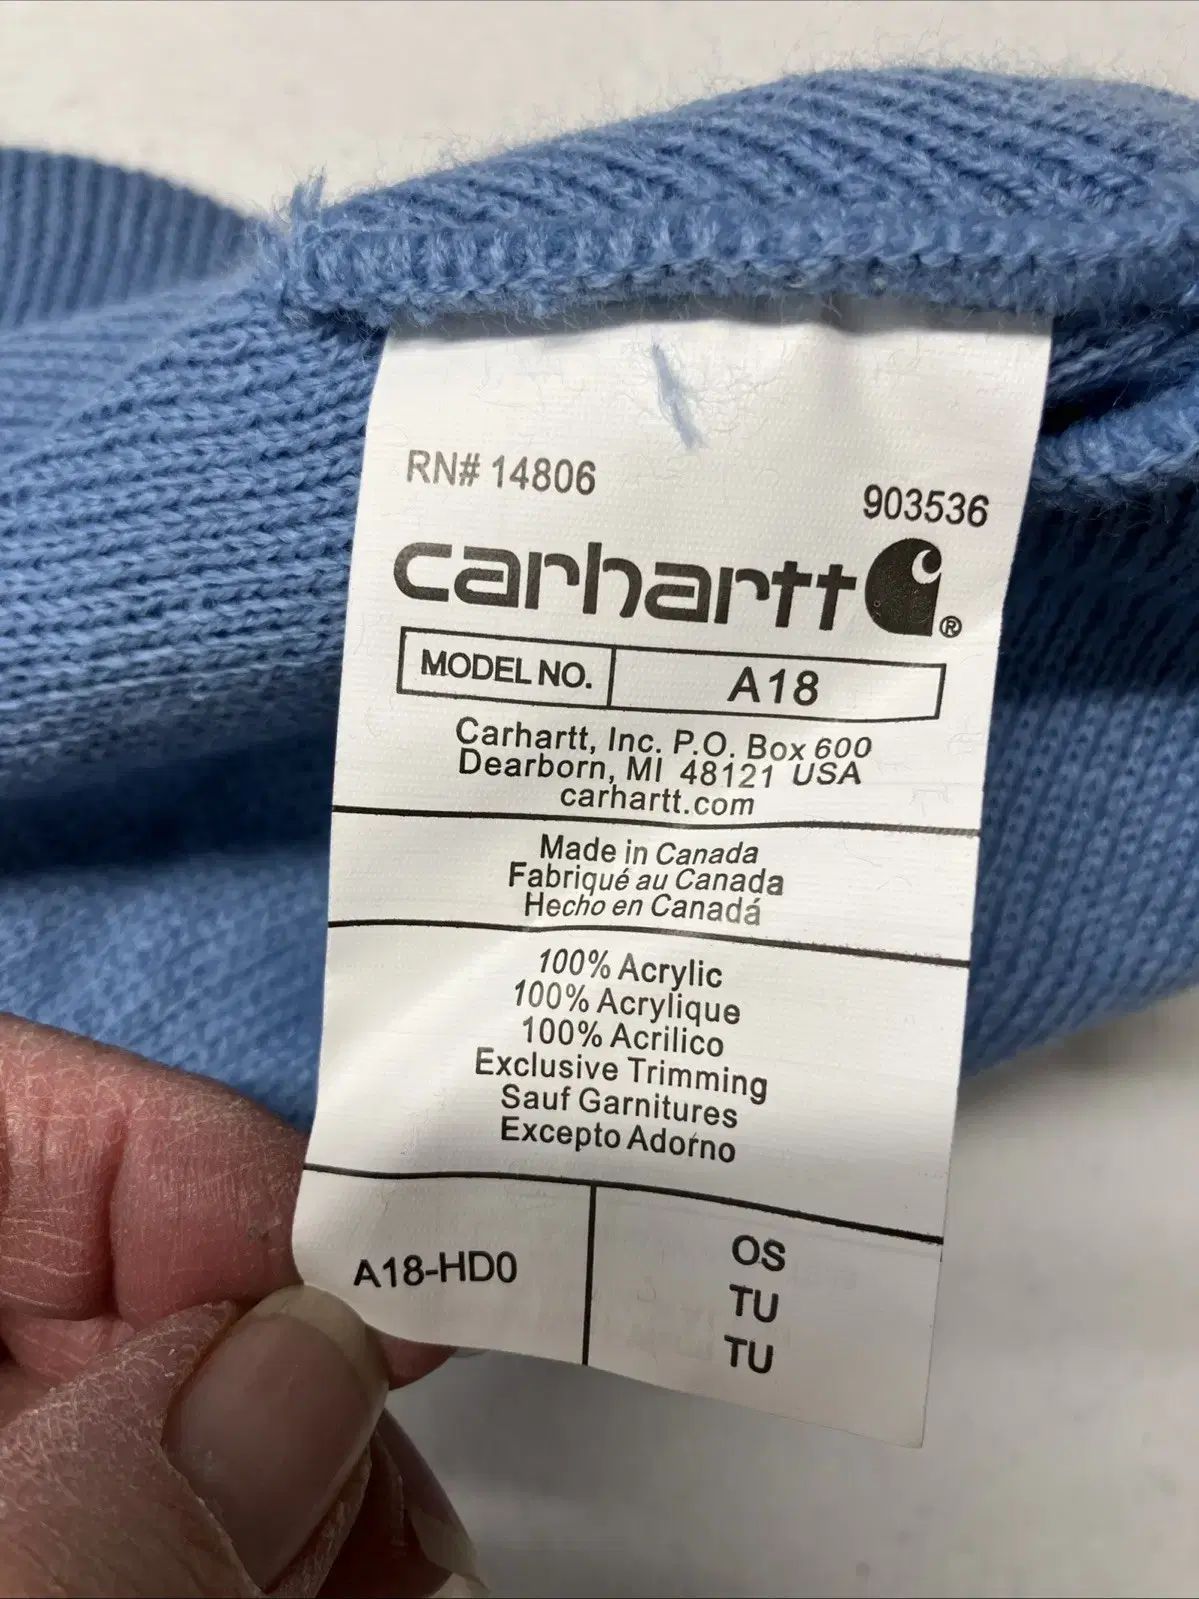 RN# 14806
903536
carhartt ®
MODEL NO. A18
Carhartt, Inc. P.O. Box 600
Dearborn, MI 48121 USA
carhartt.com
Made in Canada
Fabriqué au Canada
Hecho en Canadá
100% Acrylic
100% Acrylique
100% Acrilico
Exclusive Trimming
Sauf Garnitures
Excepto Adorno
A18-HD0
OS
TU
TU